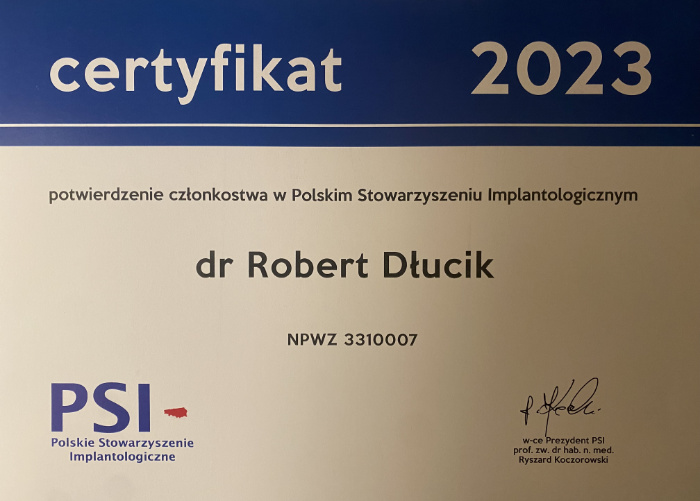 certyfikat 2023
potwierdzenie członkostwa w Polskim Stowarzyszeniu Implantologicznym
dr Robert Dłucik
NPWZ 3310007
PSI
Polskie Stowarzyszenie
Implantologiczne
w-ce Prezydent PSI
prof. zw. dr hab. n. med.
Ryszard Koczorowski